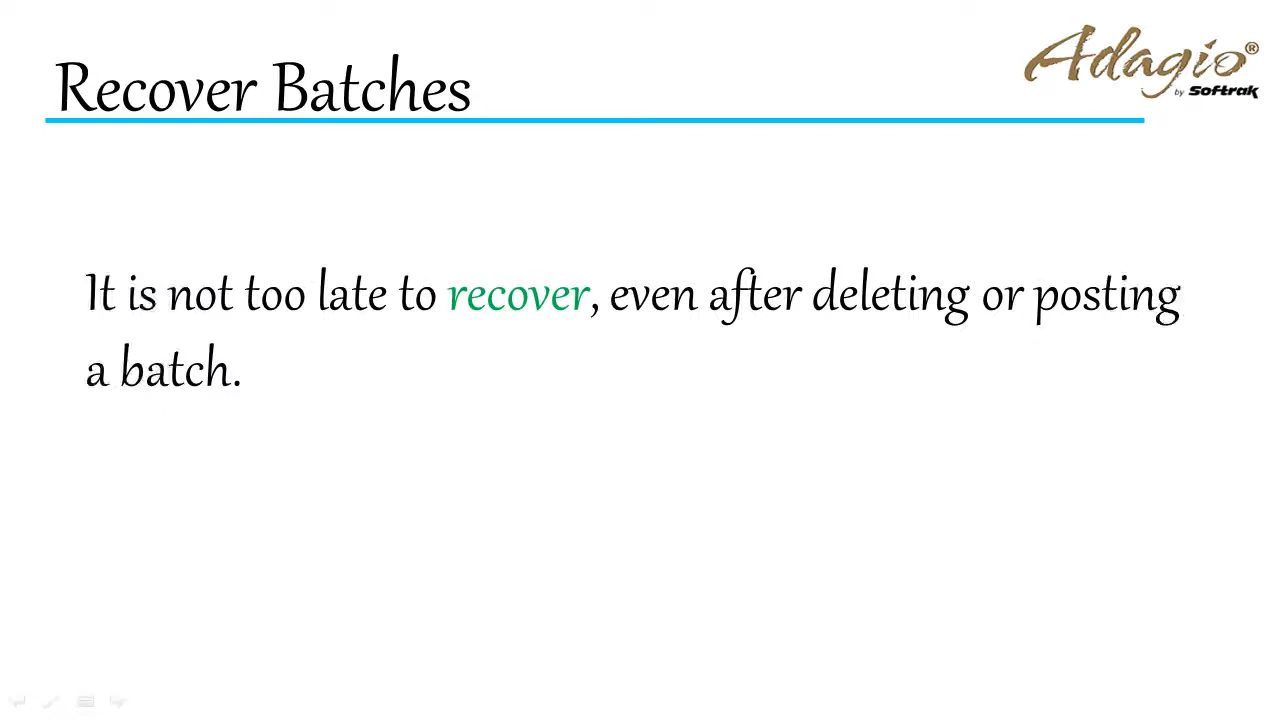 Recover Batches
Adagio®
by Softrak
It is not too late to recover, even after deleting or posting
a batch.